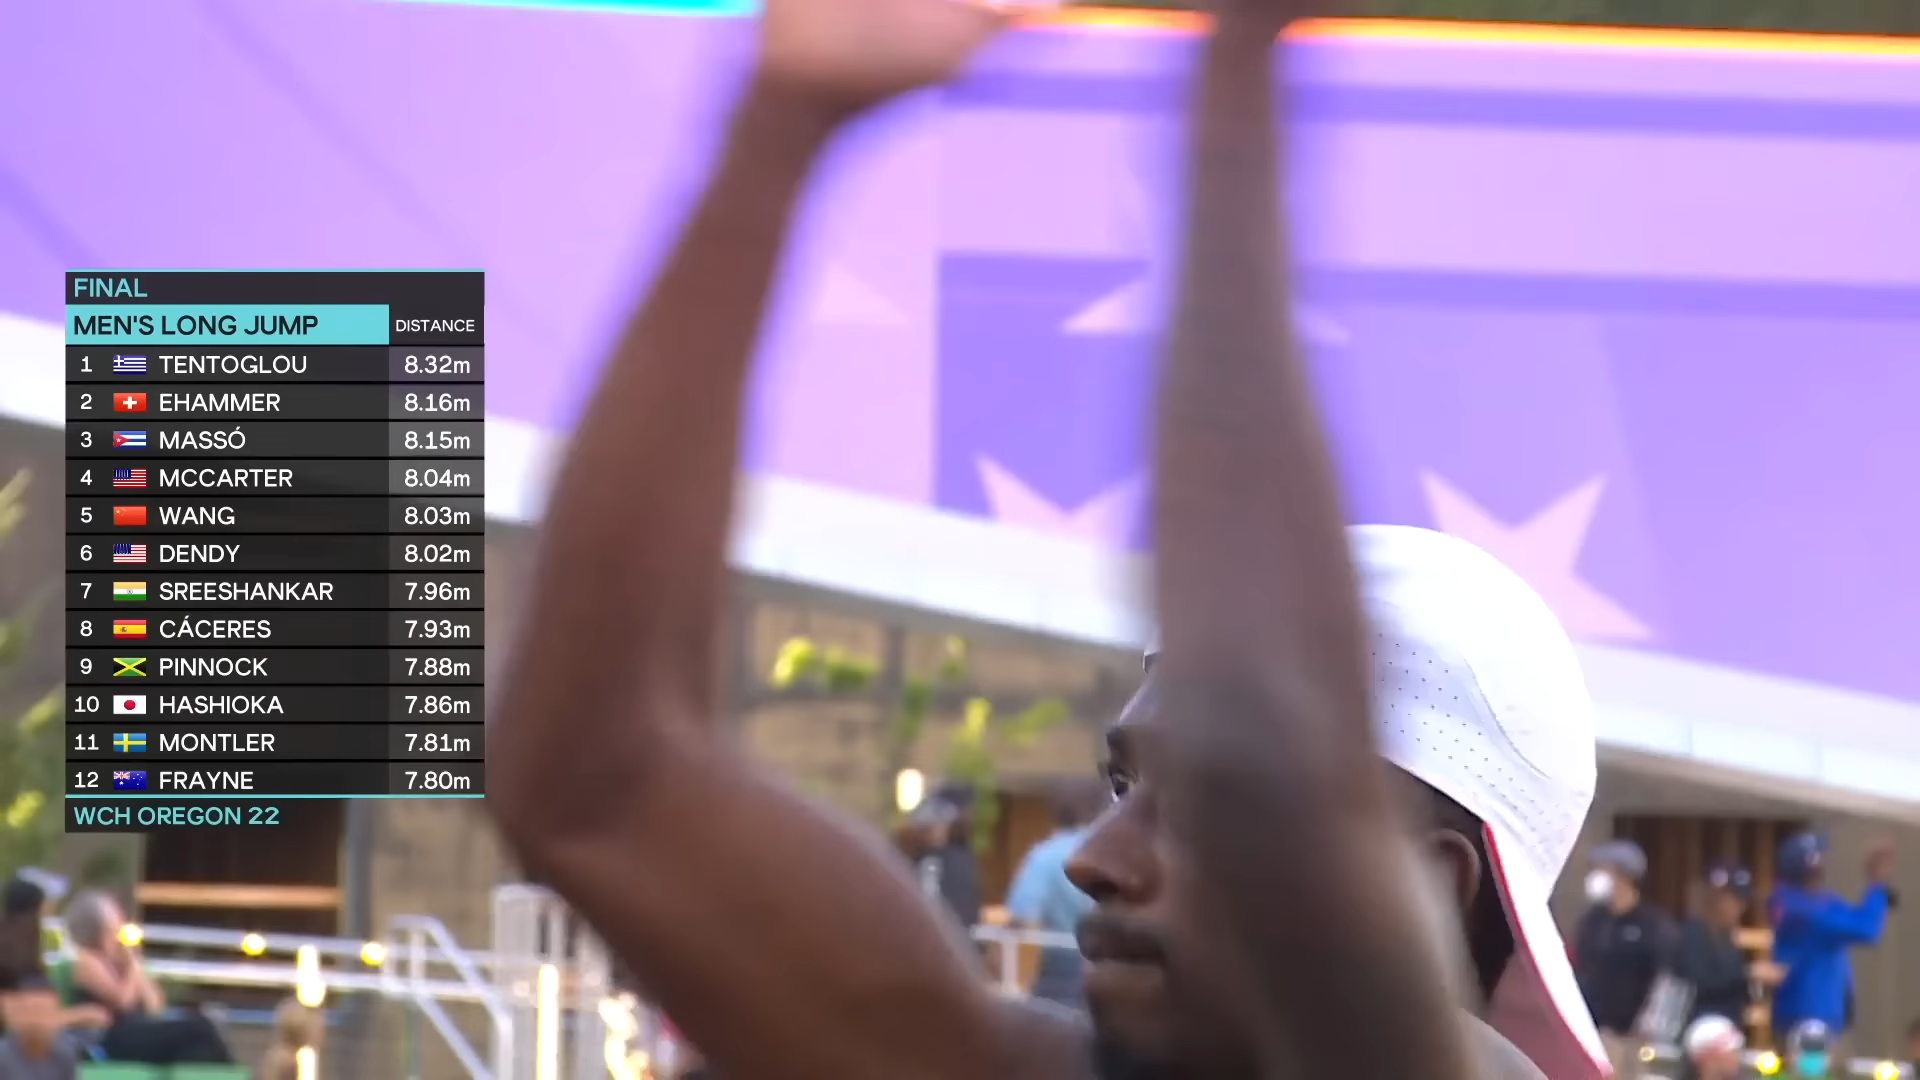 FINAL
MEN'S LONG JUMP DISTANCE
1 TENTOGLOU 8.32m
2 EHAMMER 8.16m
3 MASSÓ 8.15m
4 MCCARTER 8.04m
5 WANG 8.03m
6 DENDY 8.02m
7 SREESHANKAR 7.96m
8 CÁCERES 7.93m
9 PINNOCK 7.88m
10 HASHIOKA 7.86m
11 MONTLER 7.81m
12 FRAYNE 7.80m
WCH OREGON 22